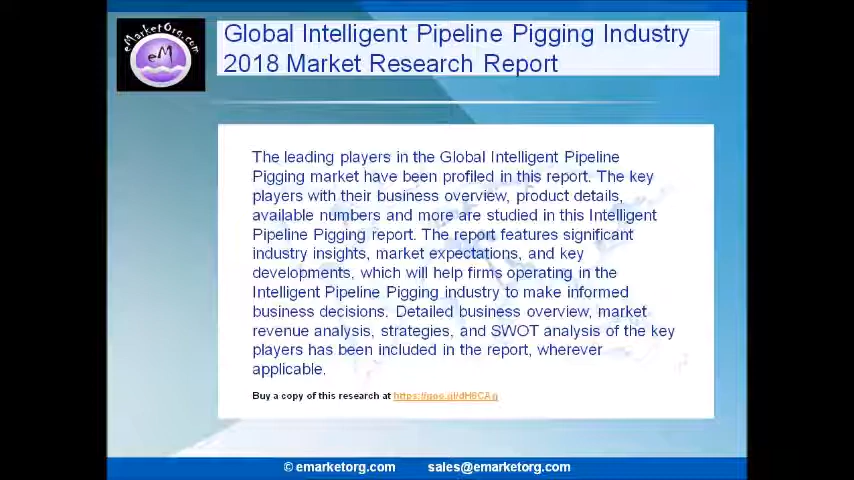 eMarketOrg.com
eM
Global Intelligent Pipeline Pigging Industry
2018 Market Research Report
The leading players in the Global Intelligent Pipeline
Pigging market have been profiled in this report. The key
players with their business overview, product details,
available numbers and more are studied in this Intelligent
Pipeline Pigging report. The report features significant
industry insights, market expectations, and key
developments, which will help firms operating in the
Intelligent Pipeline Pigging industry to make informed
business decisions. Detailed business overview, market
revenue analysis, strategies, and SWOT analysis of the key
players has been included in the report, wherever
applicable.
Buy a copy of this research at
© emarketorg.com sales@emarketorg.com